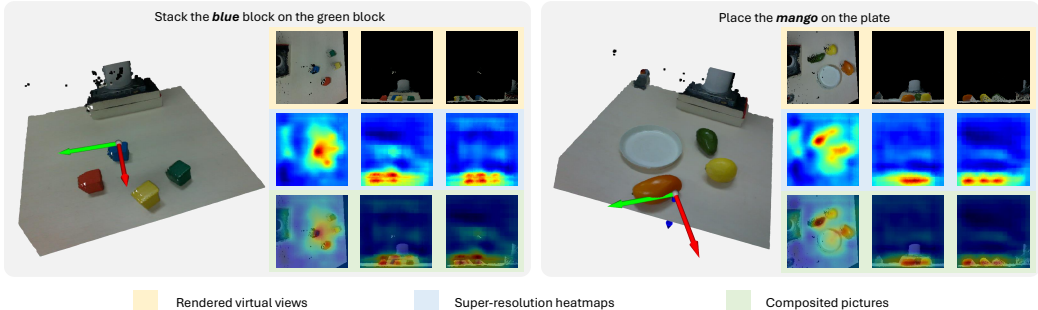 Stack the blue block on the green block
Place the mango on the plate
Rendered virtual views
Super-resolution heatmaps
Composited pictures